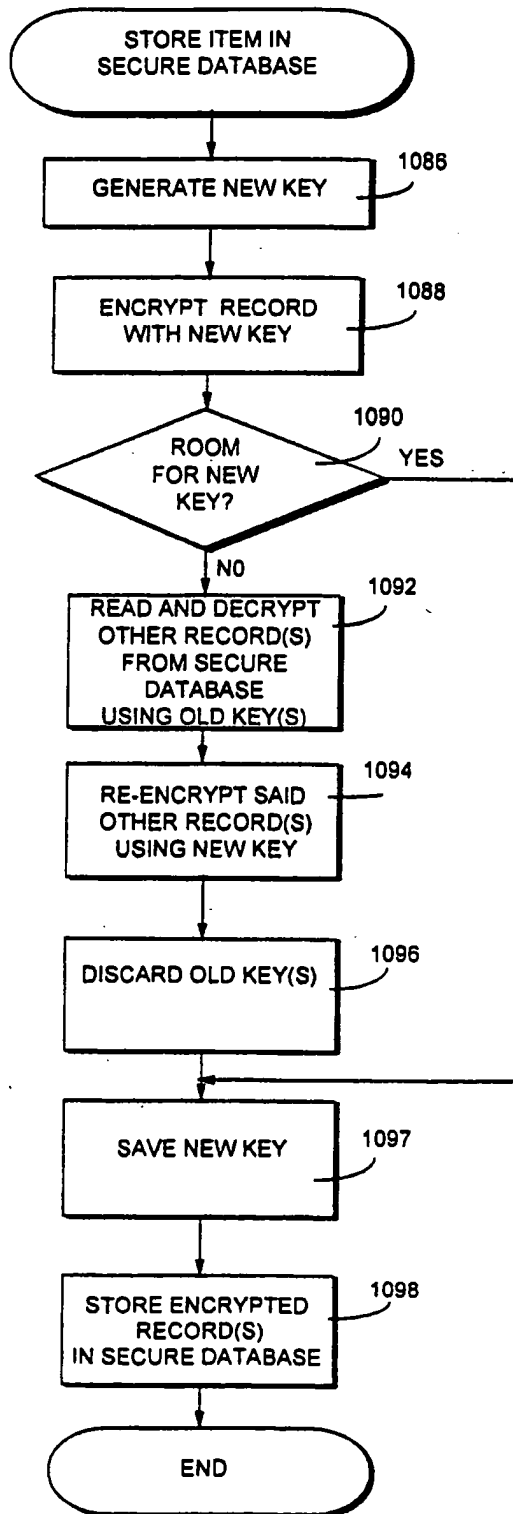 STORE ITEM IN
SECURE DATABASE
1086
GENERATE NEW KEY
1088
ENCRYPT RECORD
WITH NEW KEY
1090
ROOM
FOR NEW
KEY?
YES
NO
1092
READ AND DECRYPT
OTHER RECORD(S)
FROM SECURE
DATABASE
USING OLD KEY(S)
1094
RE-ENCRYPT SAID
OTHER RECORD(S)
USING NEW KEY
1096
DISCARD OLD KEY(S)
SAVE NEW KEY
1097
1098
STORE ENCRYPTED
RECORD(S)
IN SECURE DATABASE
END